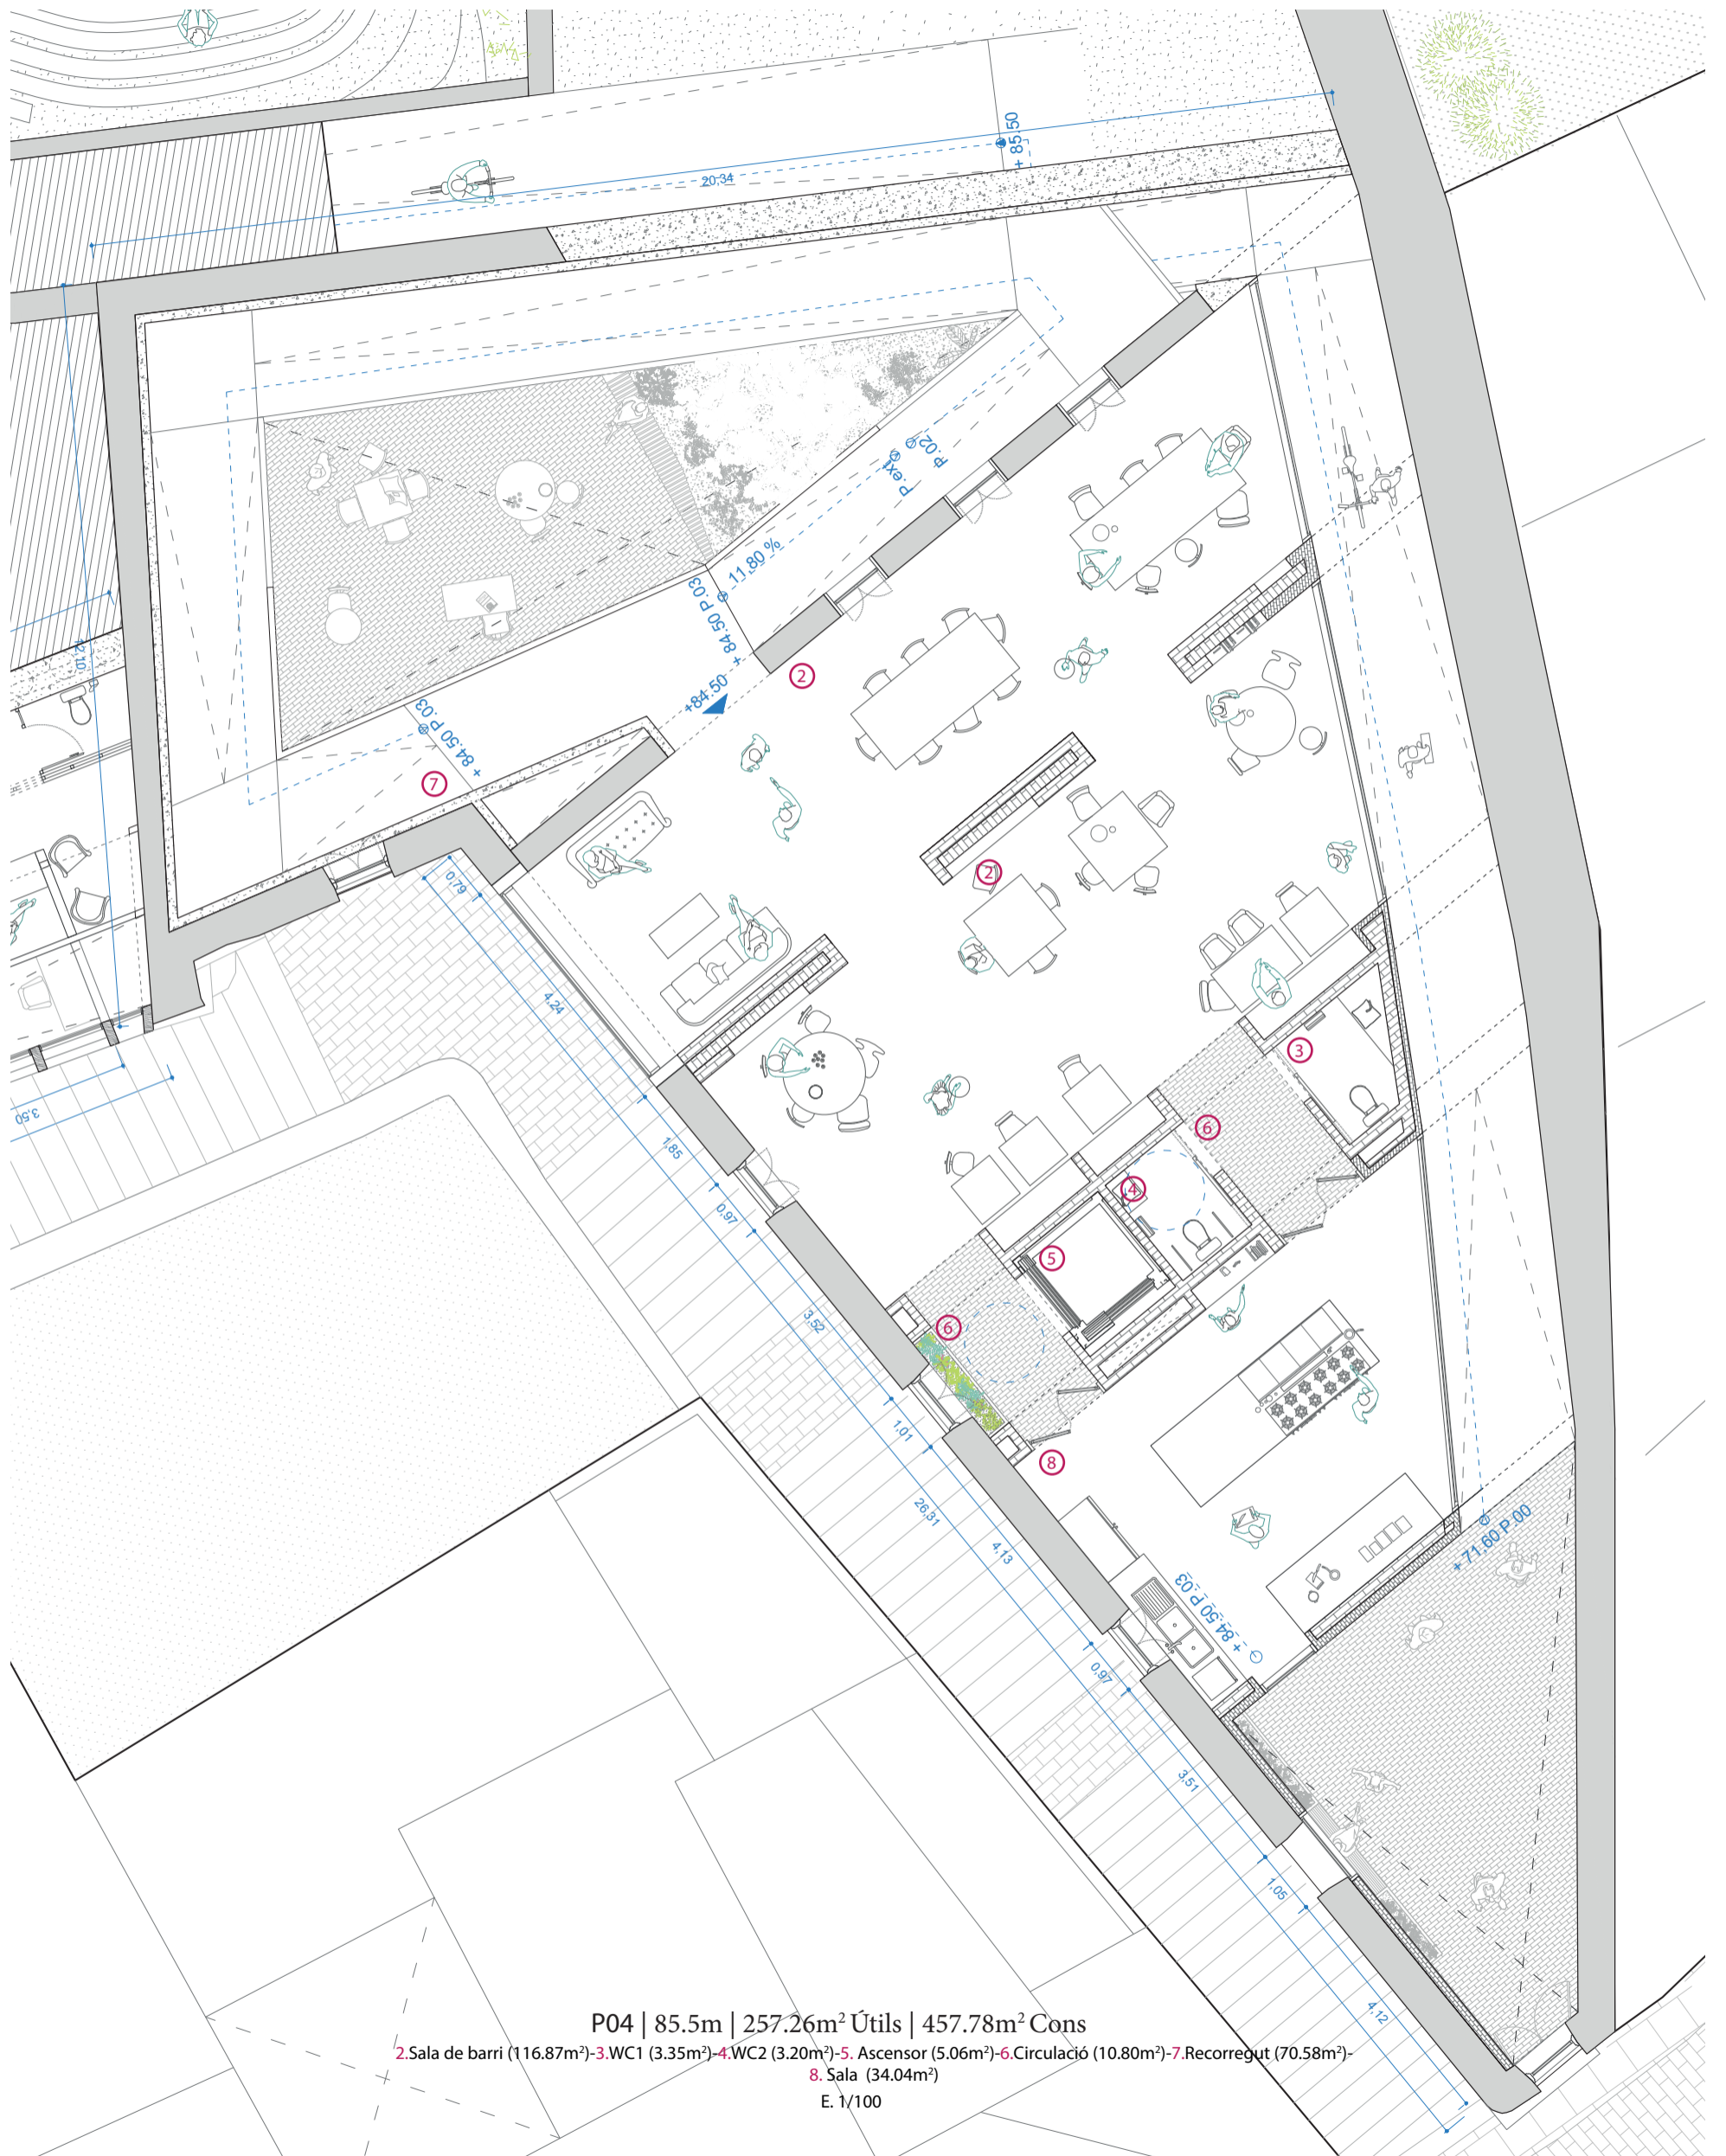 + 85.50
20,34
P.ext
P.02
11.80 %
+ 84.50 P.03
+84.50
2
+ 84.50 P.03
7
12,10
0,79
2
4,24
3
3,50
6
1,85
4
0,97
5
3,52
6
1,01
8
26,31
4,13
+71,60 P.00
+ 84.50 P.03
0,97
3,51
1,05
4,12
P04 | 85.5m | 257.26m² Útils | 457.78m² Cons
2.Sala de barri (116.87m²)-3.WC1 (3.35m²)-4.WC2 (3.20m²)-5. Ascensor (5.06m²)-6.Circulació (10.80m²)-7.Recorregut (70.58m²)-
8. Sala (34.04m²)
E. 1/100